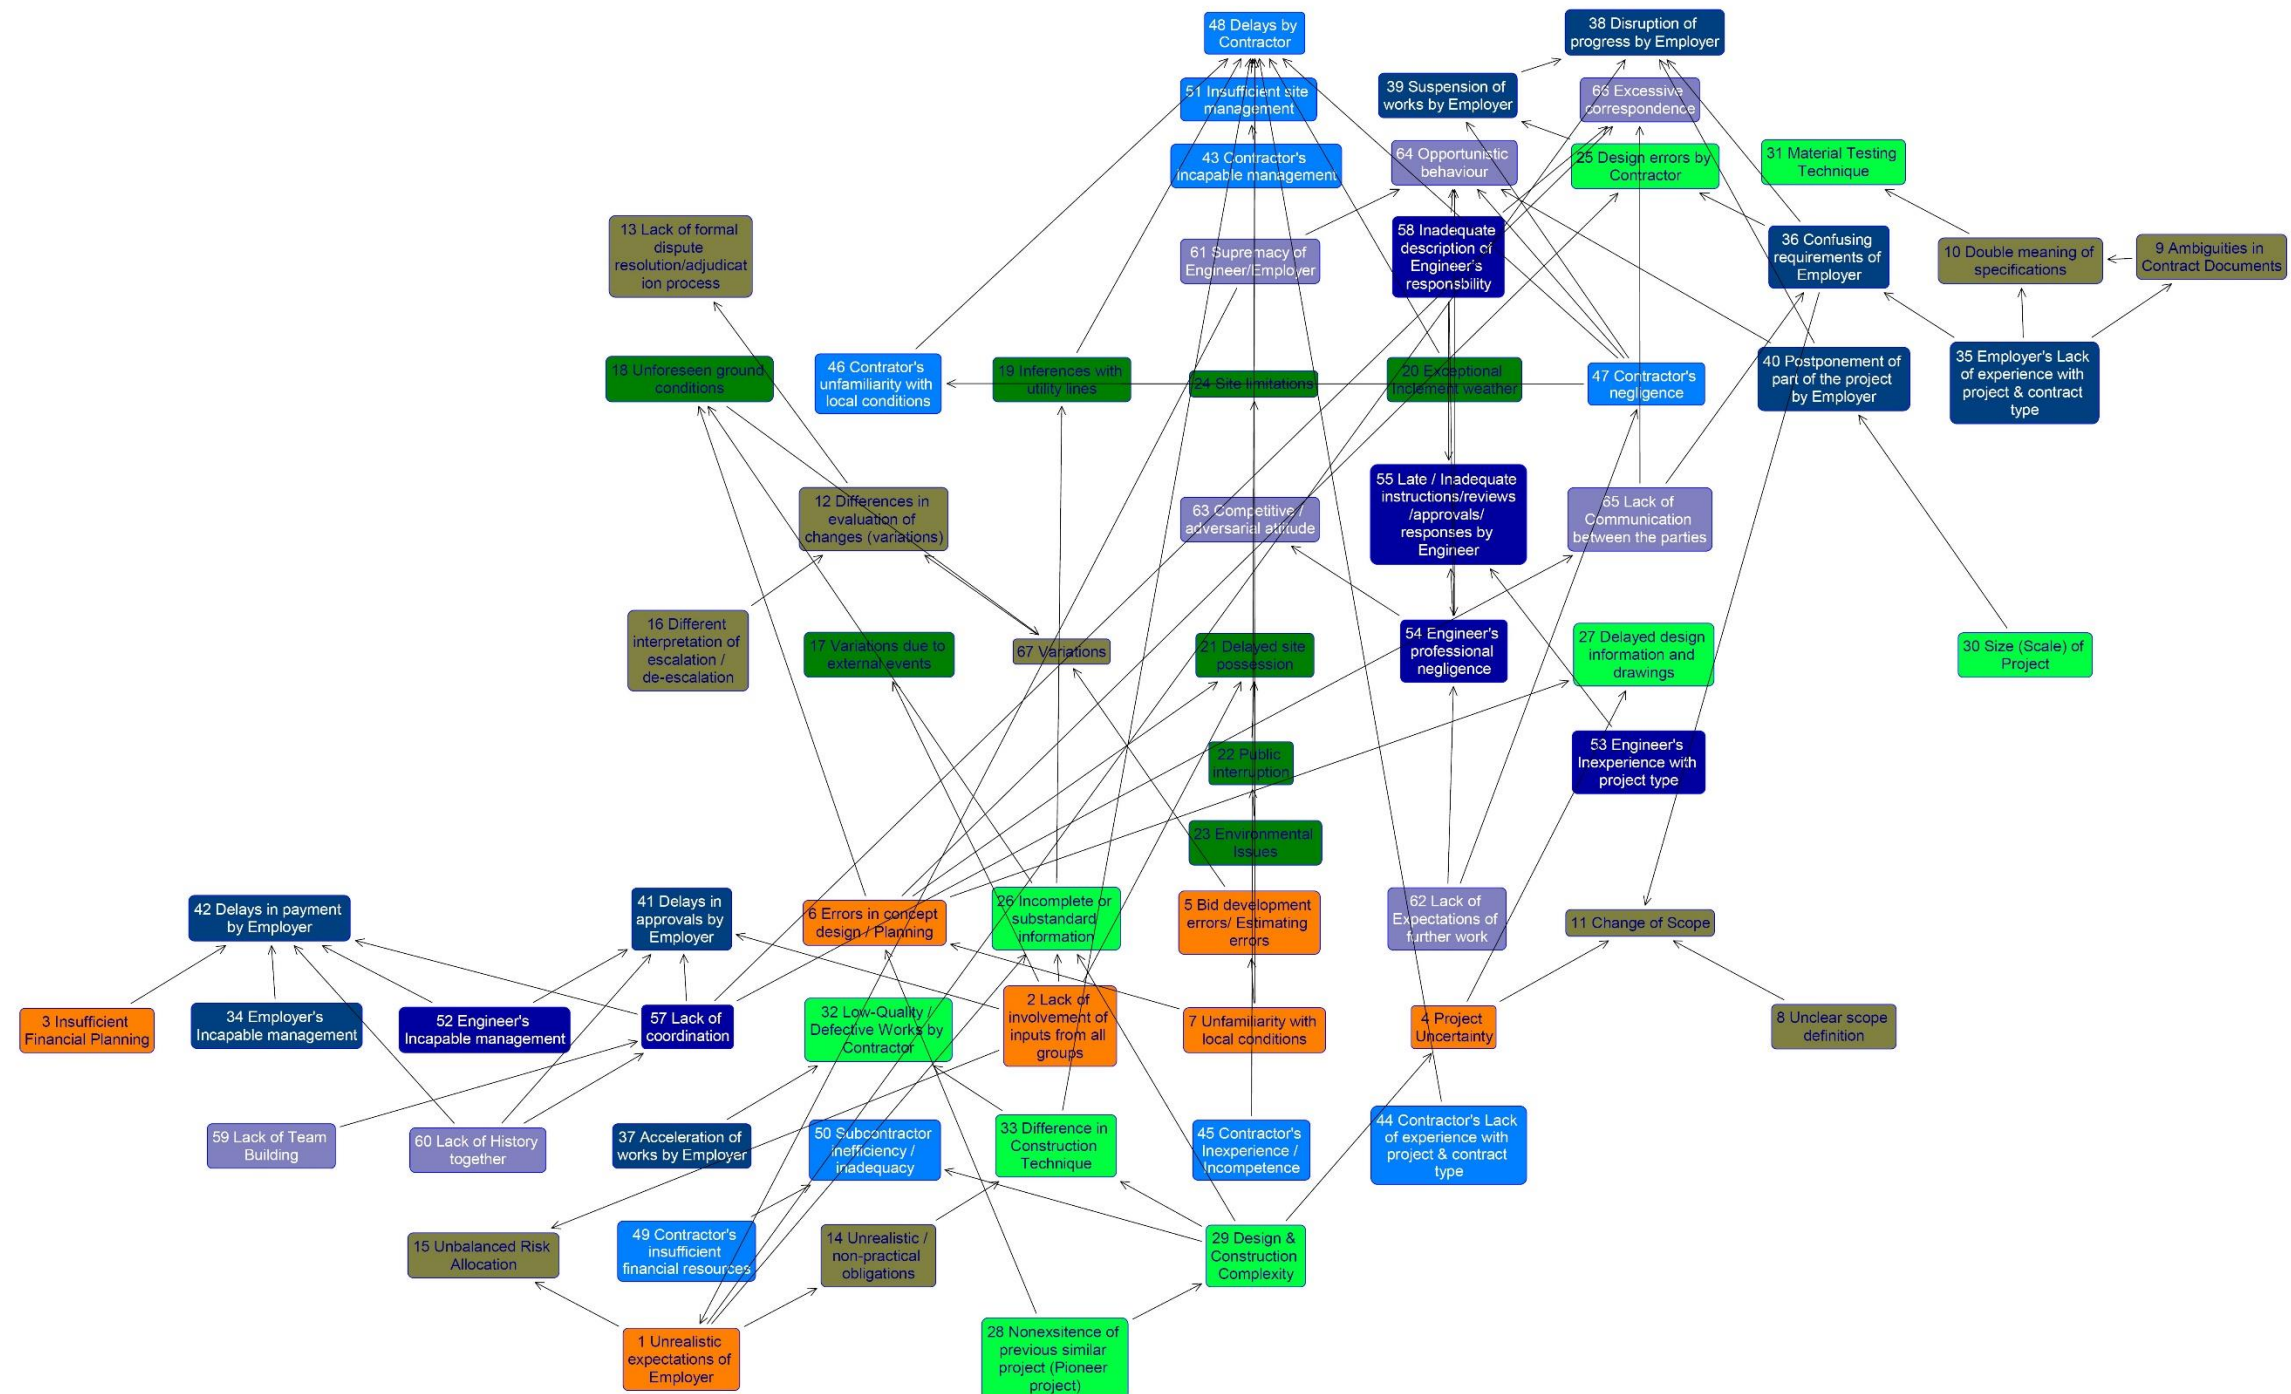 48 Delays by
Contractor
38 Disruption of
progress by Employer
51 Insufficient site
management
39 Suspension of
works by Employer
66 Excessive
correspondence
43 Contractor's
incapable management
64 Opportunistic
behaviour
25 Design errors by
Contractor
31 Material Testing
Technique
13 Lack of formal
dispute
resolution/adjudicat
ion process
61 Supremacy of
Engineer/Employer
58 Inadequate
description of
Engineer's
responsbility
36 Confusing
requirements of
Employer
10 Double meaning of
specifications
9 Ambiguities in
Contract Documents
18 Unforeseen ground
conditions
46 Contrator's
unfamiliarity with
local conditions
19 Inferences with
utility lines
24 Site limitations
20 Exceptional
Inclement weather
47 Contractor's
negligence
40 Postponement of
part of the project
by Employer
35 Employer's Lack
of experience with
project & contract
type
12 Differences in
evaluation of
changes (variations)
63 Competitive /
adversarial attitude
55 Late / Inadequate
instructions/reviews
/approvals/
responses by
Engineer
65 Lack of
Communication
between the parties
16 Different
interpretation of
escalation /
de-escalation
17 Variations due to
external events
67 Variations
21 Delayed site
possession
54 Engineer's
professional
negligence
27 Delayed design
information and
drawings
30 Size (Scale) of
Project
22 Public
interruption
53 Engineer's
Inexperience with
project type
23 Environmental
Issues
42 Delays in payment
by Employer
41 Delays in
approvals by
Employer
6 Errors in concept
design / Planning
26 Incomplete or
substandard
information
5 Bid development
errors/ Estimating
errors
62 Lack of
Expectations of
further work
11 Change of Scope
3 Insufficient
Financial Planning
34 Employer's
Incapable management
52 Engineer's
Incapable management
57 Lack of
coordination
32 Low-Quality /
Defective Works by
Contractor
2 Lack of
involvement of
inputs from all
groups
7 Unfamiliarity with
local conditions
4 Project
Uncertainty
8 Unclear scope
definition
59 Lack of Team
Building
60 Lack of History
together
37 Acceleration of
works by Employer
50 Subcontractor
inefficiency /
inadequacy
33 Difference in
Construction
Technique
45 Contractor's
Inexperience /
Incompetence
44 Contractor's Lack
of experience with
project & contract
type
15 Unbalanced Risk
Allocation
49 Contractor's
insufficient
financial resources
14 Unrealistic /
non-practical
obligations
29 Design &
Construction
Complexity
1 Unrealistic
expectations of
Employer
28 Nonexsitence of
previous similar
project (Pioneer
project)